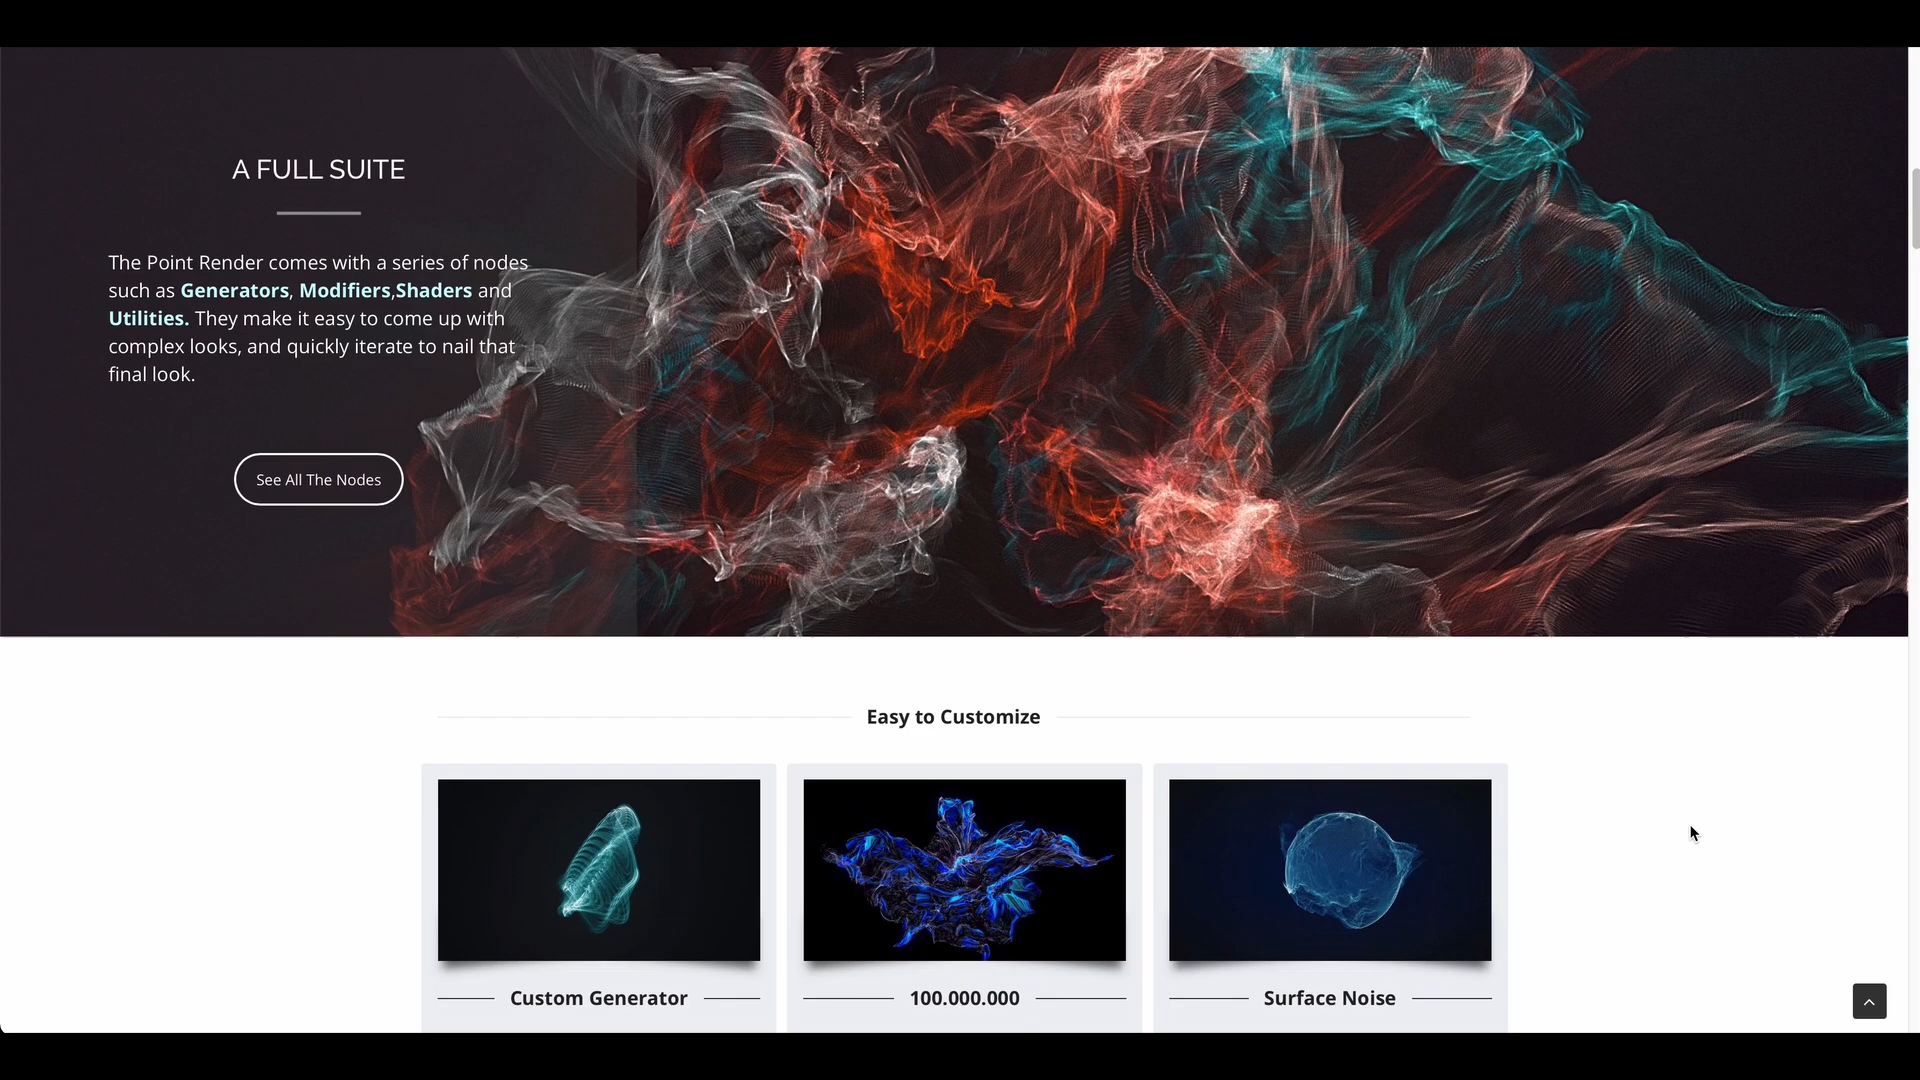 A FULL SUITE
The Point Render comes with a series of nodes
such as Generators, Modifiers,Shaders and
Utilities. They make it easy to come up with
complex looks, and quickly iterate to nail that
final look.
See All The Nodes
Easy to Customize
Custom Generator
100.000.000
Surface Noise